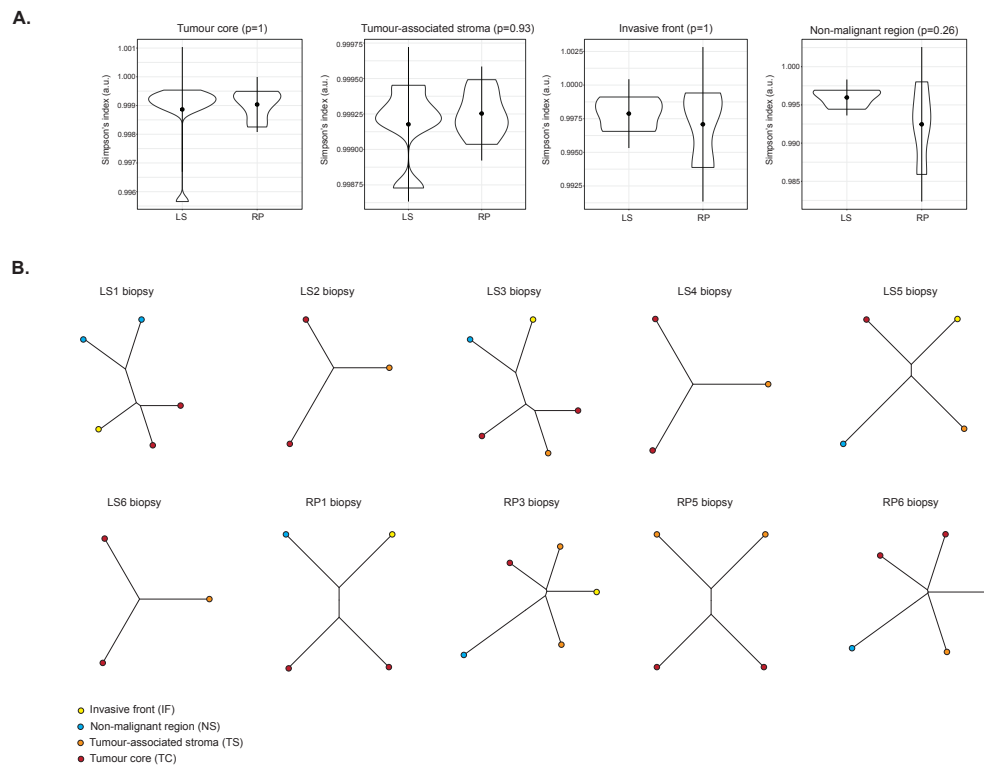 A.
Tumour core (p=1)
Tumour-associated stroma (p=0.93)
Invasive front (p=1)
Non-malignant region (p=0.26)
Simpson's index (a.u.)
1.001
1.000
0.999
0.998
0.997
0.996
LS
RP
Simpson's index (a.u.)
0.99975
0.99950
0.99925
0.99900
0.99875
LS
RP
Simpson's index (a.u.)
1.0025
1.0000
0.9975
0.9950
0.9925
LS
RP
Simpson's index (a.u.)
1.000
0.995
0.990
0.985
LS
RP
B.
LS1 biopsy
LS2 biopsy
LS3 biopsy
LS4 biopsy
LS5 biopsy
LS6 biopsy
RP1 biopsy
RP3 biopsy
RP5 biopsy
RP6 biopsy
Invasive front (IF)
Non-malignant region (NS)
Tumour-associated stroma (TS)
Tumour core (TC)